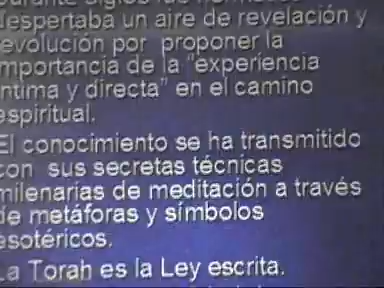 despertaba un aire de revelación y
revolución por proponer la
importancia de la "experiencia
íntima y directa" en el camino
espiritual.
El conocimiento se ha transmitido
con sus secretas técnicas
milenarias de meditación a través
de metáforas y símbolos
esotéricos.
La Torah es la Ley escrita.